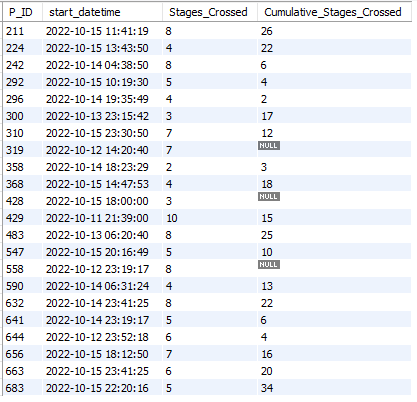 P_ID start_datetime Stages_Crossed Cumulative_Stages_Crossed
211 2022-10-15 11:41:19 8 26
224 2022-10-15 13:43:50 4 22
242 2022-10-14 04:38:50 8 6
292 2022-10-15 10:19:30 5 4
296 2022-10-14 19:35:49 4 2
300 2022-10-13 23:15:42 3 17
310 2022-10-15 23:30:50 7 12
319 2022-10-12 14:20:40 7 NULL
358 2022-10-14 18:23:29 2 3
368 2022-10-15 14:47:53 4 18
428 2022-10-15 18:00:00 3 NULL
429 2022-10-11 21:39:00 10 15
483 2022-10-13 06:20:40 8 25
547 2022-10-15 20:16:49 5 10
558 2022-10-12 23:19:17 8 NULL
590 2022-10-14 06:31:24 4 13
632 2022-10-14 23:41:25 8 22
641 2022-10-14 23:19:17 5 6
644 2022-10-12 23:52:18 6 4
656 2022-10-15 18:12:50 7 16
663 2022-10-15 23:41:25 6 20
683 2022-10-15 22:20:16 5 34